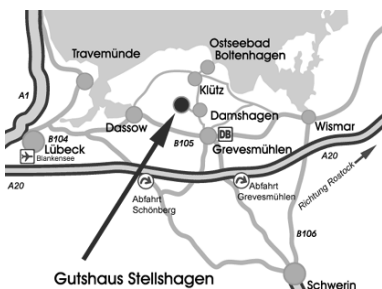 Ostseebad
Boltenhagen
Travemünde
Klütz
A1
Damshagen
Dassow
Wismar
B104
Lübeck
Blankensee
B105
DB
Grevesmühlen
A20
A20
Abfahrt
Schönberg
Abfahrt
Grevesmühlen
Richtung Rostock
B106
Gutshaus Stellshagen
Schwerin